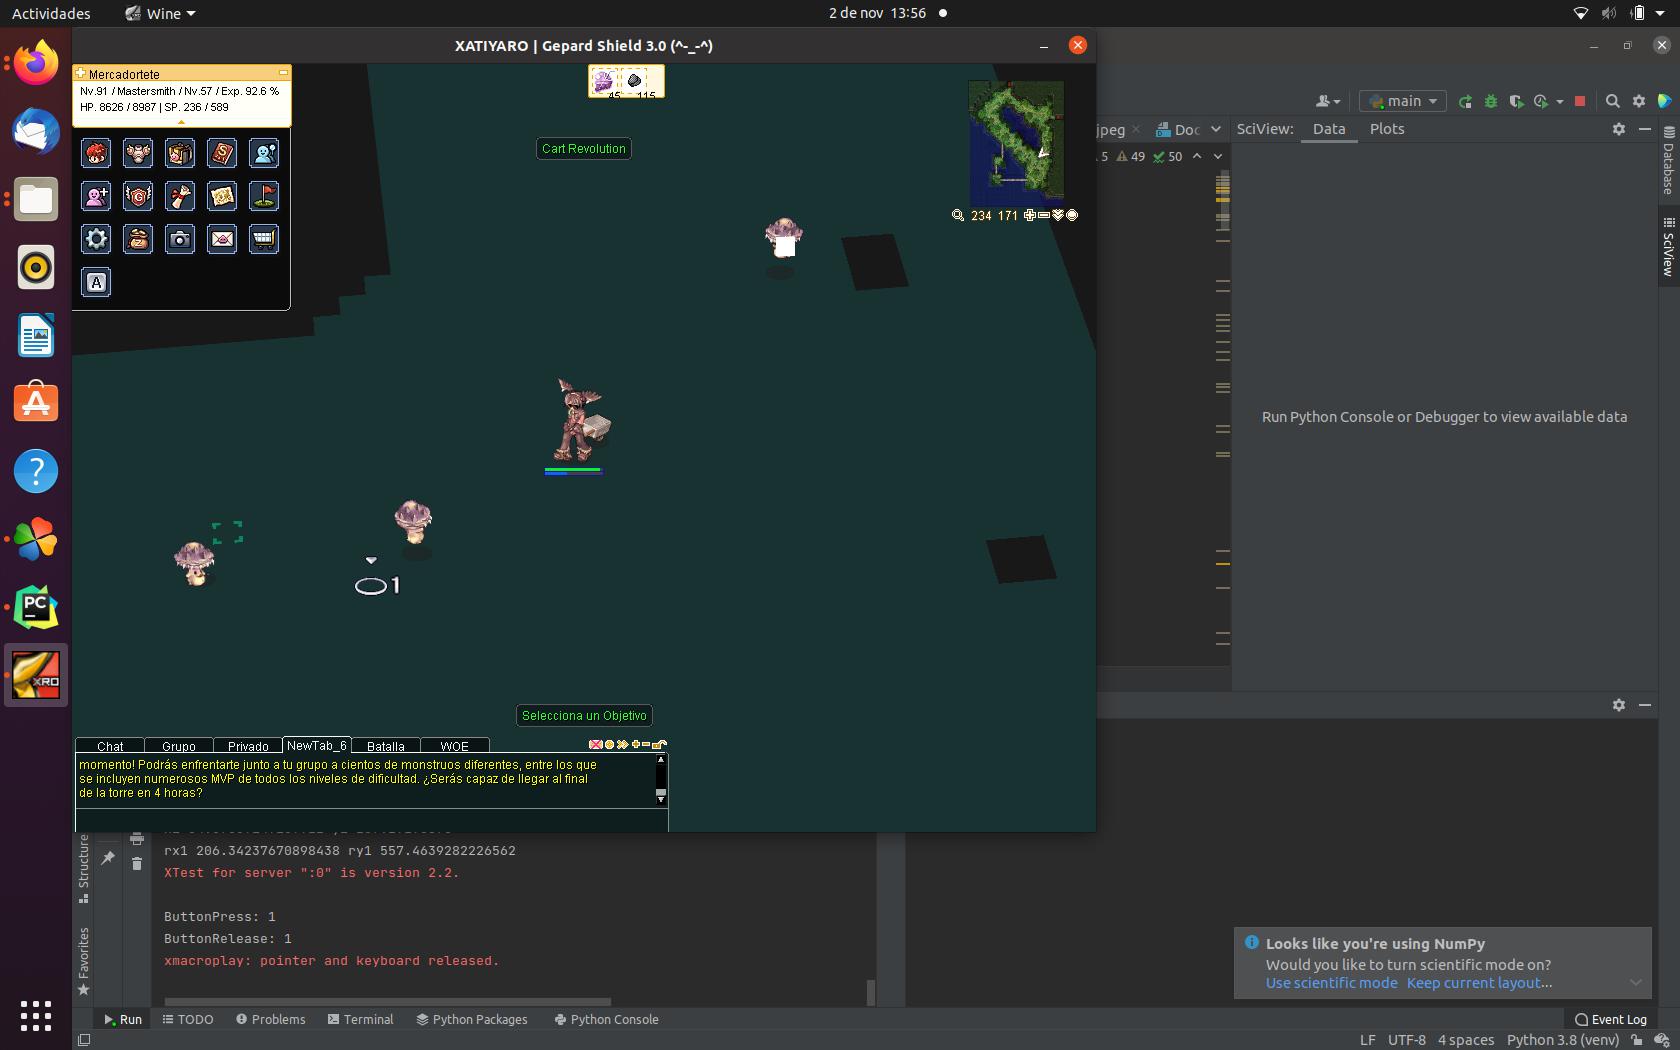 Actividades
Wine
2 de nov 13:56
XATIYARO | Gepard Shield 3.0 (^-_-^)
Mercadortete
Nv.91 / Mastersmith / Nv.57 / Exp. 92.6 %
HP. 8626 / 8987 | SP. 236 / 589
45 115
Cart Revolution
234 171
A
main
jpeg
Doc
5 49 50
SciView:
Data
Plots
Database
SciView
Run Python Console or Debugger to view available data
1
XRO
PC
Selecciona un Objetivo
Chat
Grupo
Privado
NewTab_6
Batalla
WOE
momento! Podrás enfrentarte junto a tu grupo a cientos de monstruos diferentes, entre los que
se incluyen numerosos MVP de todos los niveles de dificultad. ¿Serás capaz de llegar al final
de la torre en 4 horas?
rx1 206.34237670898438 ry1 557.4639282226562
XTest for server ":0" is version 2.2.
ButtonPress: 1
ButtonRelease: 1
xmacroplay: pointer and keyboard released.
Structure
Favorites
Looks like you're using NumPy
Would you like to turn scientific mode on?
Use scientific mode Keep current layout...
Run
TODO
Problems
Terminal
Python Packages
Python Console
Event Log
LF UTF-8 4 spaces Python 3.8 (venv)